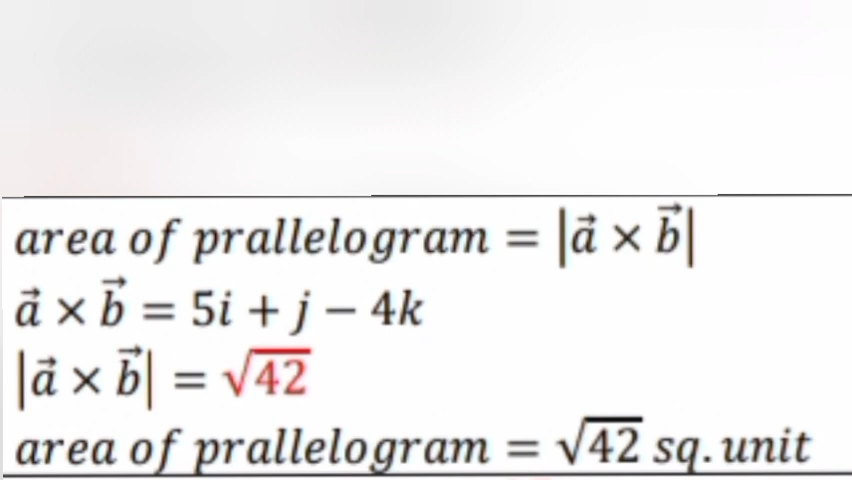 area of prallelogram = |a⃗ × b⃗|
a⃗ × b⃗ = 5i + j − 4k
|a⃗ × b⃗| = √42
area of prallelogram = √42 sq. unit